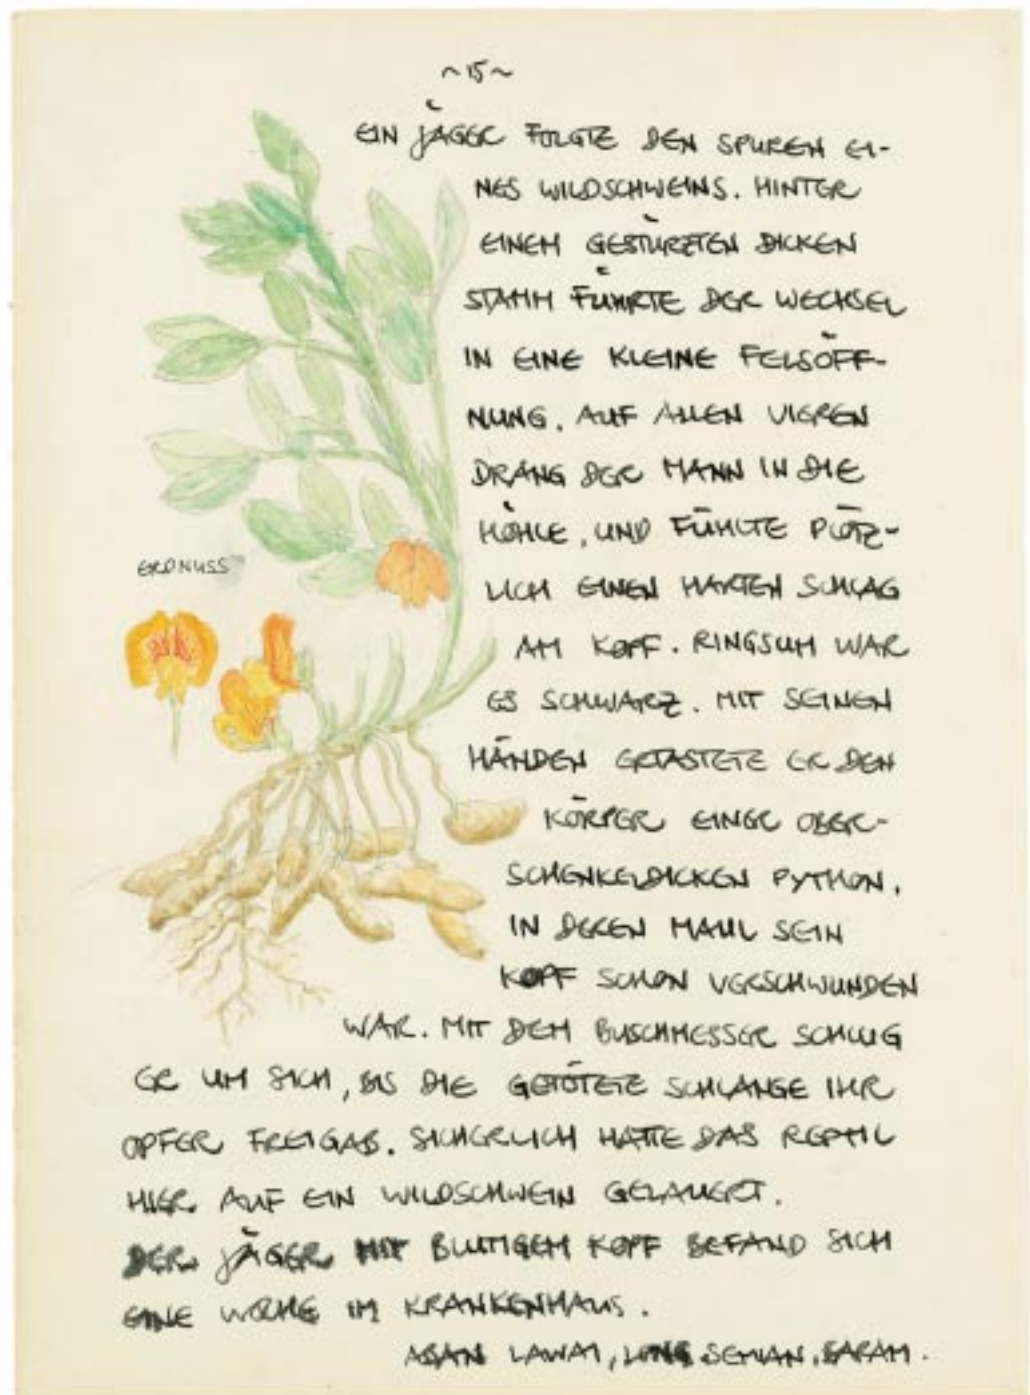 ~15~
EIN JÄGER FOLGTE DEN SPUREN EI-
NES WILDSCHWEINS. HINTER
EINEM GESTÜRZTEN DICKEN
STAMM FÜHRTE DER WECHSEL
IN EINE KLEINE FELSÖFF-
NUNG. AUF ALLEN VIEREN
DRANG DER MANN IN DIE
HÖHLE, UND FÜHLTE PLÖTZ-
LICH EINEN HARTEN SCHLAG
ERDNUSS
AM KOPF. RINGSUM WAR
ES SCHWARZ. MIT SEINEN
HÄNDEN ERTASTETE ER DEN
KÖRPER EINER OBER-
SCHENKELDICKEN PYTHON,
IN DEREN MAUL SEIN
KOPF SCHON VERSCHWUNDEN
WAR. MIT DEM BUSCHMESSER SCHLUG
ER UM SICH, BIS DIE GETÖTETE SCHLANGE IHR
OPFER FREIGAB. SICHERLICH HATTE DAS REPTIL
HIER AUF EIN WILDSCHWEIN GELAUERT.
DER JÄGER MIT BLUTIGEM KOPF BEFAND SICH
EINE WOCHE IM KRANKENHAUS.
ASAN LAWAI, LONG SEMIAN